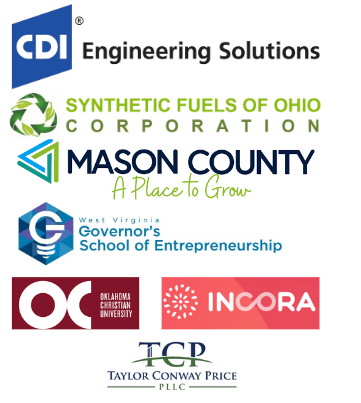 CDI ®
Engineering Solutions
SYNTHETIC FUELS OF OHIO
CORPORATION
MASON COUNTY
A Place to Grow
West Virginia
Governor's
School of Entrepreneurship
OC
OKLAHOMA
CHRISTIAN
UNIVERSITY
INCORA
TCP
TAYLOR CONWAY PRICE
PLLC